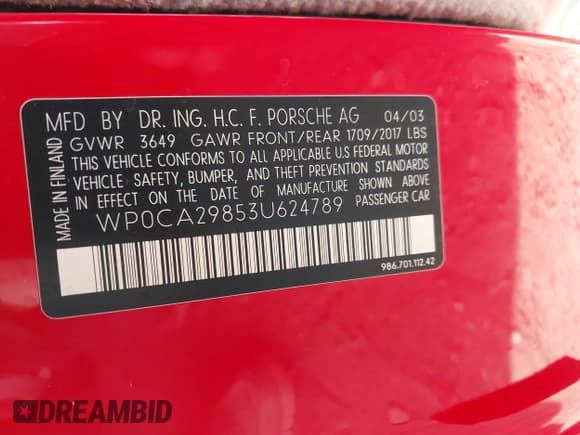 MFD BY DR. ING. H.C. F. PORSCHE AG 04/03
GVWR 3649 GAWR FRONT/REAR 1709/2017 LBS
THIS VEHICLE CONFORMS TO ALL APPLICABLE U.S FEDERAL MOTOR
VEHICLE SAFETY, BUMPER, AND THEFT PREVENTION STANDARDS
IN EFFECT ON THE DATE OF MANUFACTURE SHOWN ABOVE
WP0CA29853U624789 PASSENGER CAR
MADE IN FINLAND
986.701.112.42
DREAMBID